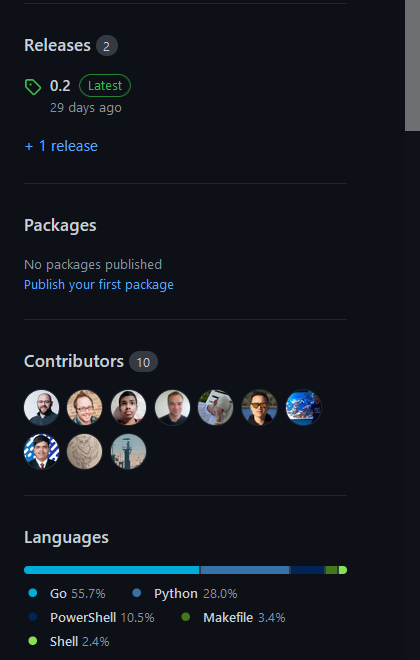 Releases 2
0.2 Latest
29 days ago
+ 1 release
Packages
No packages published
Publish your first package
Contributors 10
Languages
Go 55.7% Python 28.0%
PowerShell 10.5% Makefile 3.4%
Shell 2.4%